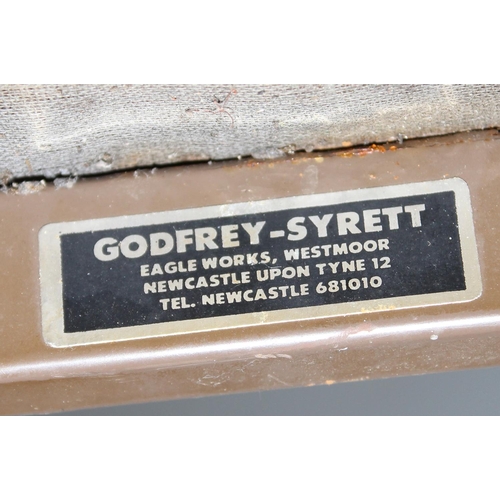 GODFREY-SYRETT
EAGLE WORKS, WESTMOOR
NEWCASTLE UPON TYNE 12
TEL. NEWCASTLE 681010